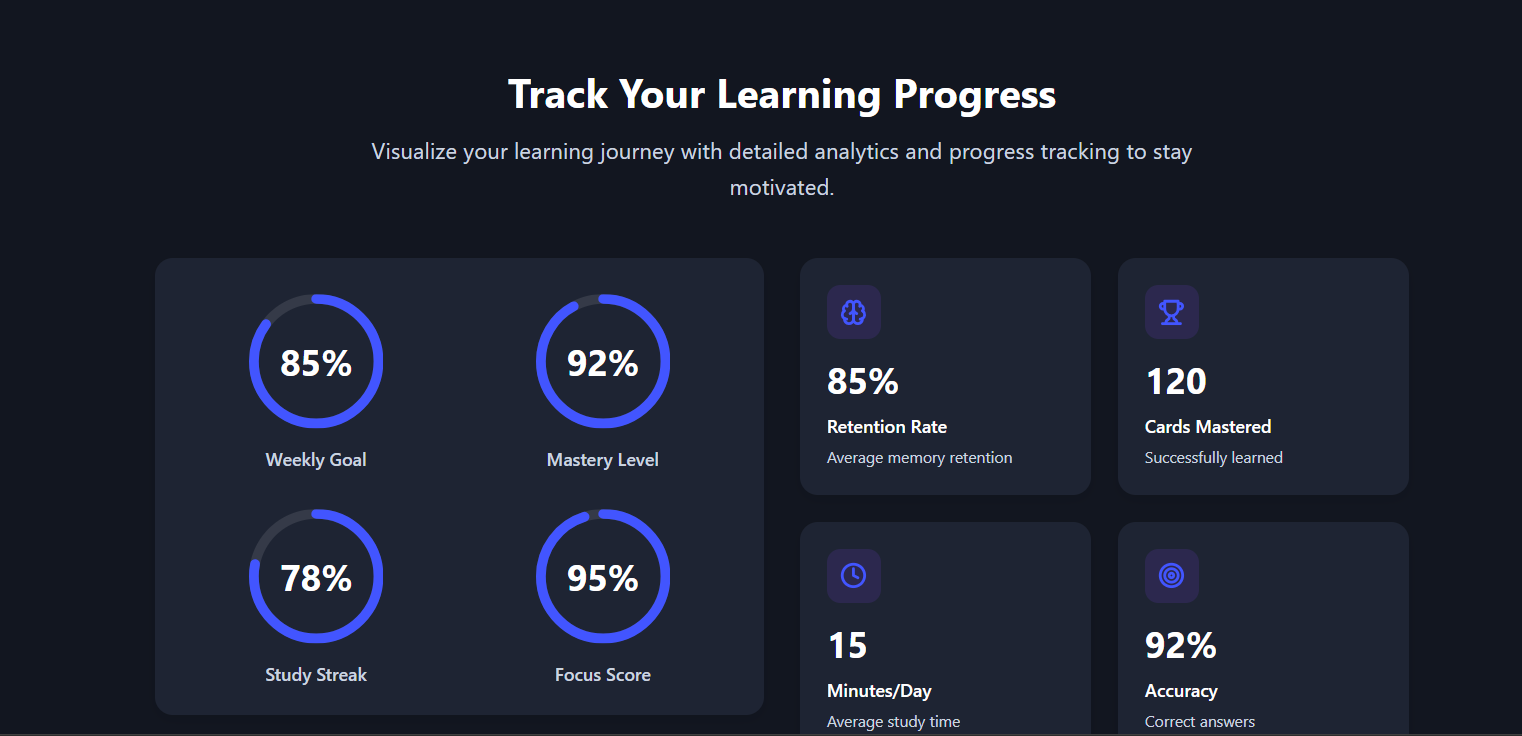 Track Your Learning Progress
Visualize your learning journey with detailed analytics and progress tracking to stay
motivated.
85%
Weekly Goal
92%
Mastery Level
78%
Study Streak
95%
Focus Score
85%
Retention Rate
Average memory retention
120
Cards Mastered
Successfully learned
15
Minutes/Day
Average study time
92%
Accuracy
Correct answers